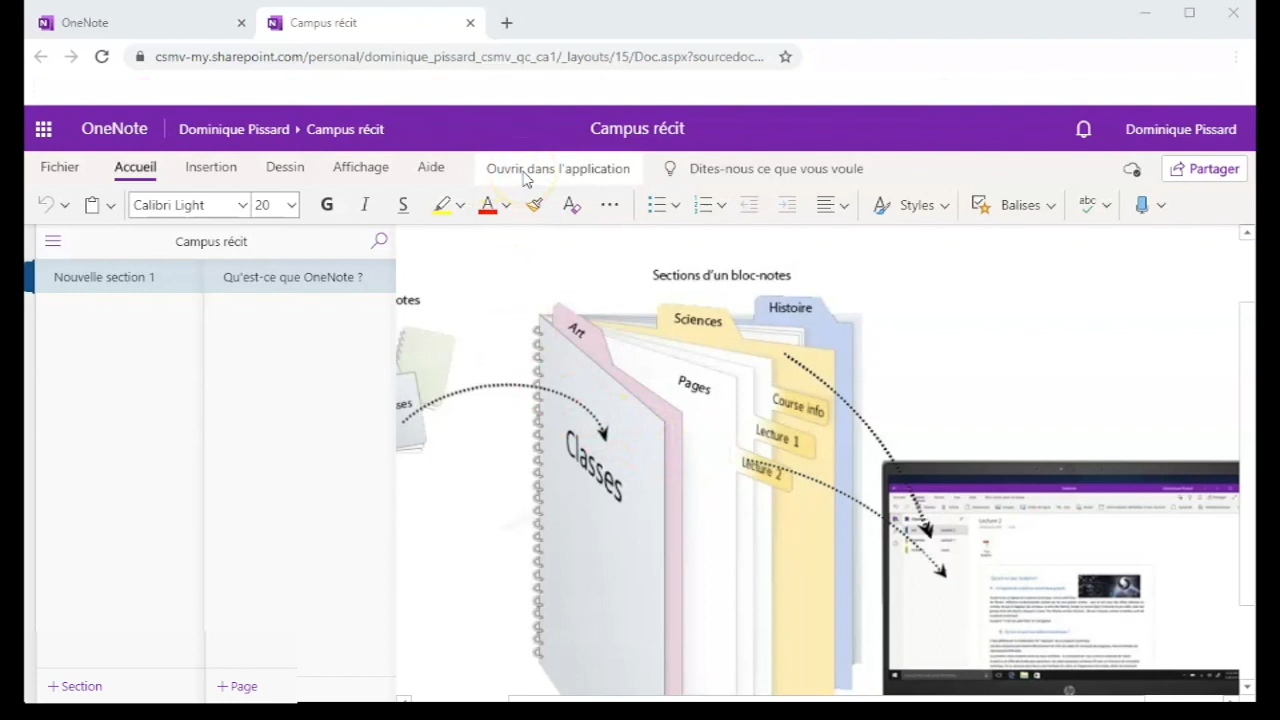 OneNote
Campus récit
csmv-my.sharepoint.com/personal/dominique_pissard_csmv_qc_ca1/_layouts/15/Doc.aspx?sourcedoc...
OneNote
Dominique Pissard
Campus récit
Campus récit
Dominique Pissard
Fichier
Accueil
Insertion
Dessin
Affichage
Aide
Ouvrir dans l'application
Dites-nous ce que vous voule
Partager
Calibri Light
20
G
I
S
A
Styles
Balises
abc
Campus récit
Nouvelle section 1
Qu'est-ce que OneNote ?
otes
Sections d'un bloc-notes
Histoire
Sciences
Art
Pages
Course info
ses
Lecture 1
Classes
Lecture 2
Lecture 2
+ Section
+ Page